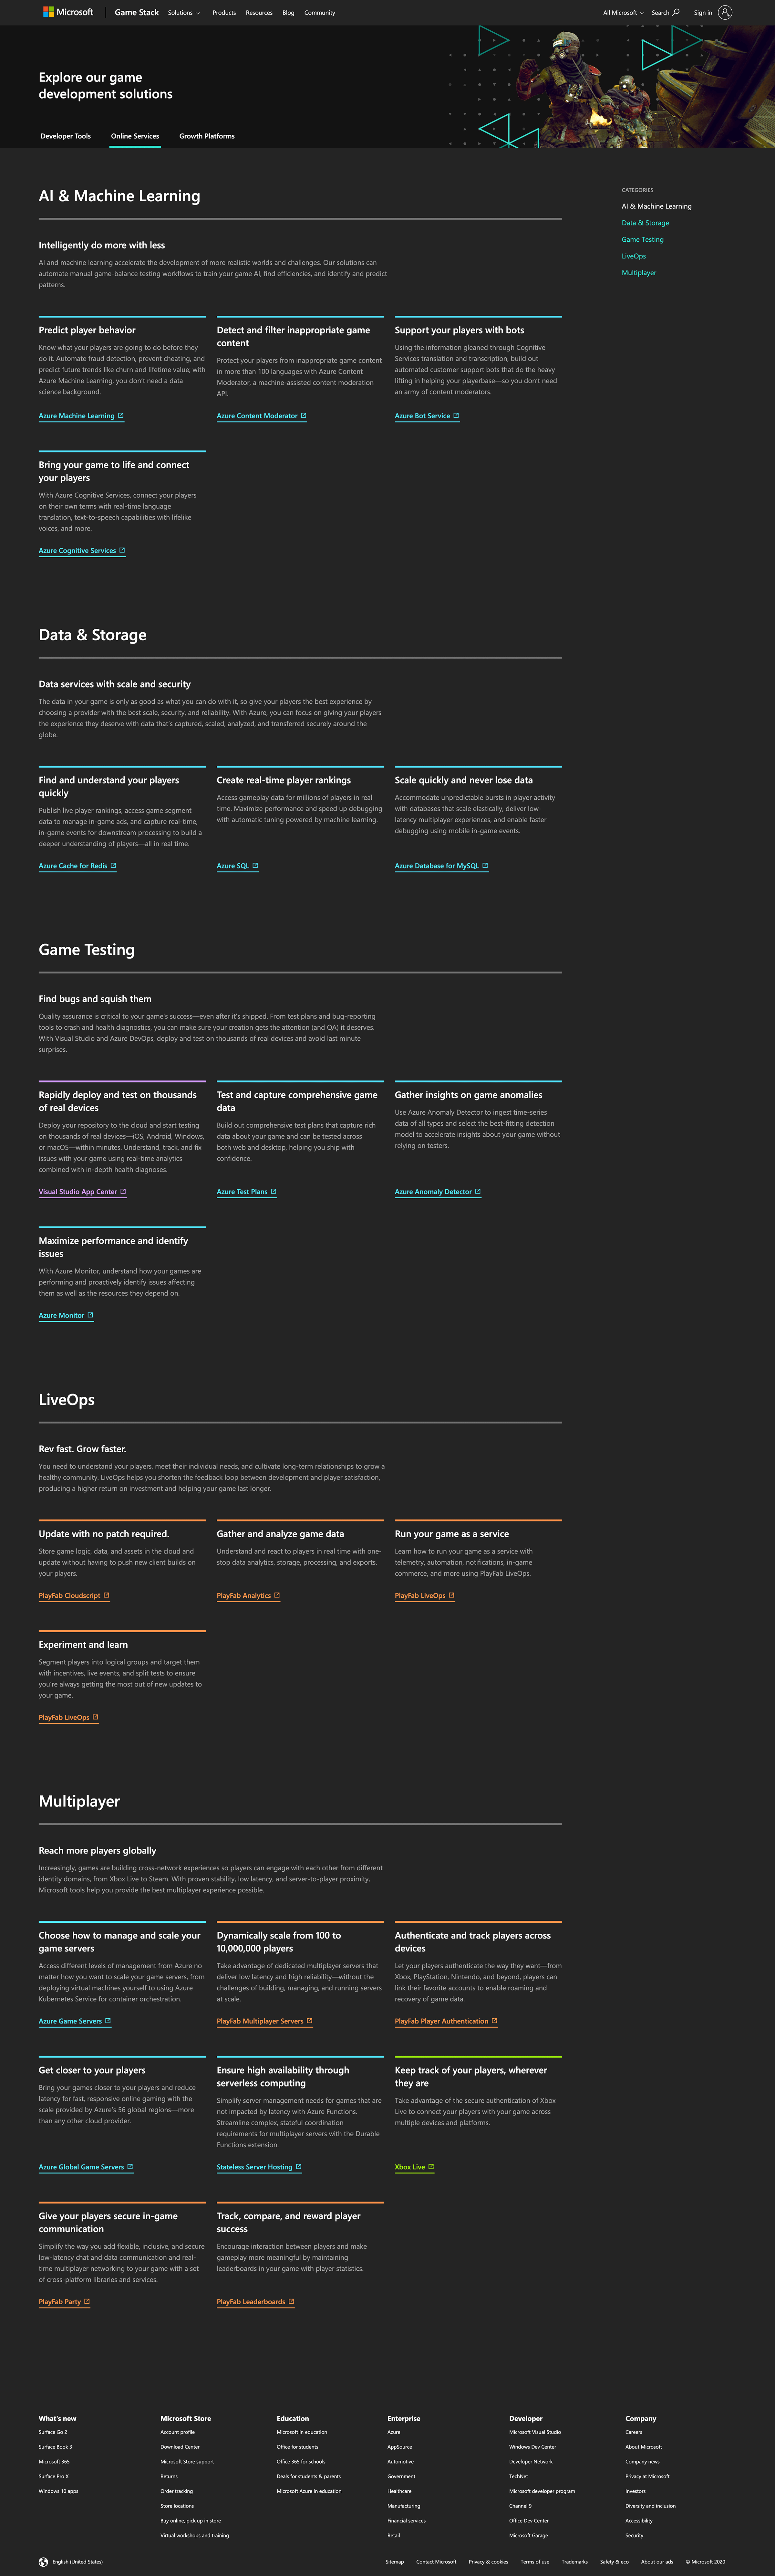 Microsoft
Game Stack
Solutions
Products
Resources
Blog
Community
All Microsoft
Search
Sign in
Explore our game
development solutions
Developer Tools
Online Services
Growth Platforms
AI & Machine Learning
CATEGORIES
AI & Machine Learning
Data & Storage
Game Testing
LiveOps
Multiplayer
Intelligently do more with less
AI and machine learning accelerate the development of more realistic worlds and challenges. Our solutions can
automate manual game-balance testing workflows to train your game AI, find efficiencies, and identify and predict
patterns.
Predict player behavior
Know what your players are going to do before they
do it. Automate fraud detection, prevent cheating, and
predict future trends like churn and lifetime value; with
Azure Machine Learning, you don't need a data
science background.
Azure Machine Learning
Detect and filter inappropriate game
content
Protect your players from inappropriate game content
in more than 100 languages with Azure Content
Moderator, a machine-assisted content moderation
API.
Azure Content Moderator
Support your players with bots
Using the information gleaned through Cognitive
Services translation and transcription, build out
automated customer support bots that do the heavy
lifting in helping your playerbase—so you don't need
an army of content moderators.
Azure Bot Service
Bring your game to life and connect
your players
With Azure Cognitive Services, connect your players
on their own terms with real-time language
translation, text-to-speech capabilities with lifelike
voices, and more.
Azure Cognitive Services
Data & Storage
Data services with scale and security
The data in your game is only as good as what you can do with it, so give your players the best experience by
choosing a provider with the best scale, security, and reliability. With Azure, you can focus on giving your players
the experience they deserve with data that's captured, scaled, analyzed, and transferred securely around the
globe.
Find and understand your players
quickly
Publish live player rankings, access game segment
data to manage in-game ads, and capture real-time,
in-game events for downstream processing to build a
deeper understanding of players—all in real time.
Azure Cache for Redis
Create real-time player rankings
Access gameplay data for millions of players in real
time. Maximize performance and speed up debugging
with automatic tuning powered by machine learning.
Azure SQL
Scale quickly and never lose data
Accommodate unpredictable bursts in player activity
with databases that scale elastically, deliver low-
latency multiplayer experiences, and enable faster
debugging using mobile in-game events.
Azure Database for MySQL
Game Testing
Find bugs and squish them
Quality assurance is critical to your game's success—even after it's shipped. From test plans and bug-reporting
tools to crash and health diagnostics, you can make sure your creation gets the attention (and QA) it deserves.
With Visual Studio and Azure DevOps, deploy and test on thousands of real devices and avoid last minute
surprises.
Rapidly deploy and test on thousands
of real devices
Deploy your repository to the cloud and start testing
on thousands of real devices—iOS, Android, Windows,
or macOS—within minutes. Understand, track, and fix
issues with your game using real-time analytics
combined with in-depth health diagnoses.
Visual Studio App Center
Test and capture comprehensive game
data
Build out comprehensive test plans that capture rich
data about your game and can be tested across
both web and desktop, helping you ship with
confidence.
Azure Test Plans
Gather insights on game anomalies
Use Azure Anomaly Detector to ingest time-series
data of all types and select the best-fitting detection
model to accelerate insights about your game without
relying on testers.
Azure Anomaly Detector
Maximize performance and identify
issues
With Azure Monitor, understand how your games are
performing and proactively identify issues affecting
them as well as the resources they depend on.
Azure Monitor
LiveOps
Rev fast. Grow faster.
You need to understand your players, meet their individual needs, and cultivate long-term relationships to grow a
healthy community. LiveOps helps you shorten the feedback loop between development and player satisfaction,
producing a higher return on investment and helping your game last longer.
Update with no patch required.
Store game logic, data, and assets in the cloud and
update without having to push new client builds on
your players.
PlayFab Cloudscript
Gather and analyze game data
Understand and react to players in real time with one-
stop data analytics, storage, processing, and exports.
PlayFab Analytics
Run your game as a service
Learn how to run your game as a service with
telemetry, automation, notifications, in-game
commerce, and more using PlayFab LiveOps.
PlayFab LiveOps
Experiment and learn
Segment players into logical groups and target them
with incentives, live events, and split tests to ensure
you're always getting the most out of new updates to
your game.
PlayFab LiveOps
Multiplayer
Reach more players globally
Increasingly, games are building cross-network experiences so players can engage with each other from different
identity domains, from Xbox Live to Steam. With proven stability, low latency, and server-to-player proximity,
Microsoft tools help you provide the best multiplayer experience possible.
Choose how to manage and scale your
game servers
Access different levels of management from Azure no
matter how you want to scale your game servers, from
deploying virtual machines yourself to using Azure
Kubernetes Service for container orchestration.
Azure Game Servers
Dynamically scale from 100 to
10,000,000 players
Take advantage of dedicated multiplayer servers that
deliver low latency and high reliability—without the
challenges of building, managing, and running servers
at scale.
PlayFab Multiplayer Servers
Authenticate and track players across
devices
Let your players authenticate the way they want—from
Xbox, PlayStation, Nintendo, and beyond, players can
link their favorite accounts to enable roaming and
recovery of game data.
PlayFab Player Authentication
Get closer to your players
Bring your games closer to your players and reduce
latency for fast, responsive online gaming with the
scale provided by Azure's 56 global regions—more
than any other cloud provider.
Azure Global Game Servers
Ensure high availability through
serverless computing
Simplify server management needs for games that are
not impacted by latency with Azure Functions.
Streamline complex, stateful coordination
requirements for multiplayer servers with the Durable
Functions extension.
Stateless Server Hosting
Keep track of your players, wherever
they are
Take advantage of the secure authentication of Xbox
Live to connect your players with your game across
multiple devices and platforms.
Xbox Live
Give your players secure in-game
communication
Simplify the way you add flexible, inclusive, and secure
low-latency chat and data communication and real-
time multiplayer networking to your game with a set
of cross-platform libraries and services.
PlayFab Party
Track, compare, and reward player
success
Encourage interaction between players and make
gameplay more meaningful by maintaining
leaderboards in your game with player statistics.
PlayFab Leaderboards
What's new
Surface Go 2
Surface Book 3
Microsoft 365
Surface Pro X
Windows 10 apps
Microsoft Store
Account profile
Download Center
Microsoft Store support
Returns
Order tracking
Store locations
Buy online, pick up in store
Virtual workshops and training
Education
Microsoft in education
Office for students
Office 365 for schools
Deals for students & parents
Microsoft Azure in education
Enterprise
Azure
AppSource
Automotive
Government
Healthcare
Manufacturing
Financial services
Retail
Developer
Microsoft Visual Studio
Windows Dev Center
Developer Network
TechNet
Microsoft developer program
Channel 9
Office Dev Center
Microsoft Garage
Company
Careers
About Microsoft
Company news
Privacy at Microsoft
Investors
Diversity and inclusion
Accessibility
Security
English (United States)
Sitemap
Contact Microsoft
Privacy & cookies
Terms of use
Trademarks
Safety & eco
About our ads
© Microsoft 2020